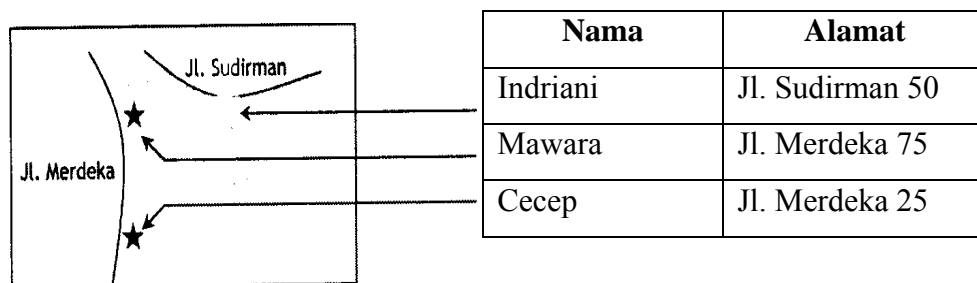 Jl. Sudirman
Jl. Merdeka
Nama Alamat
Indriani Jl. Sudirman 50
Mawara Jl. Merdeka 75
Cecep Jl. Merdeka 25